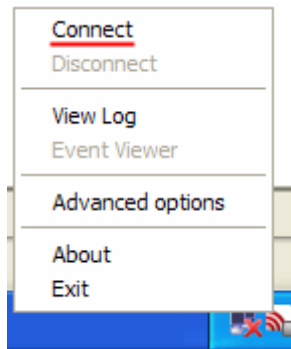 Connect
Disconnect
View Log
Event Viewer
Advanced options
About
Exit